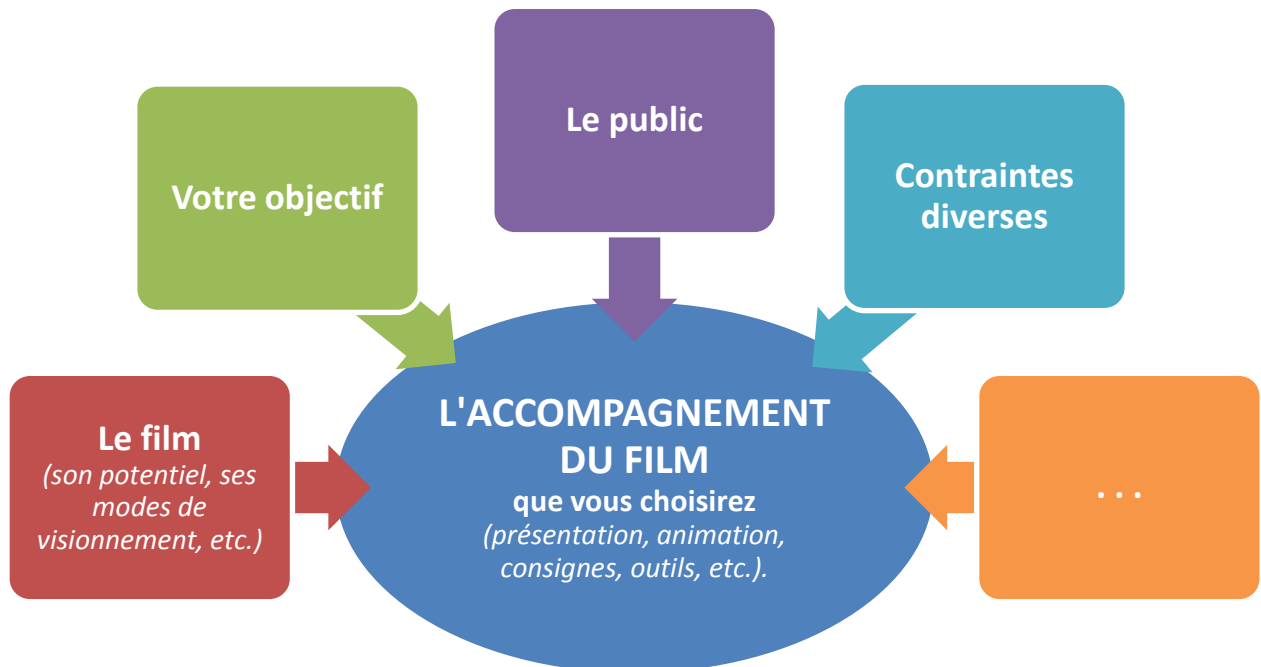 Le public
Votre objectif
Contraintes
diverses
Le film
(son potentiel, ses
modes de
visionnement, etc.)
L'ACCOMPAGNEMENT
DU FILM
que vous choisirez
(présentation, animation,
consignes, outils, etc.).
. . .